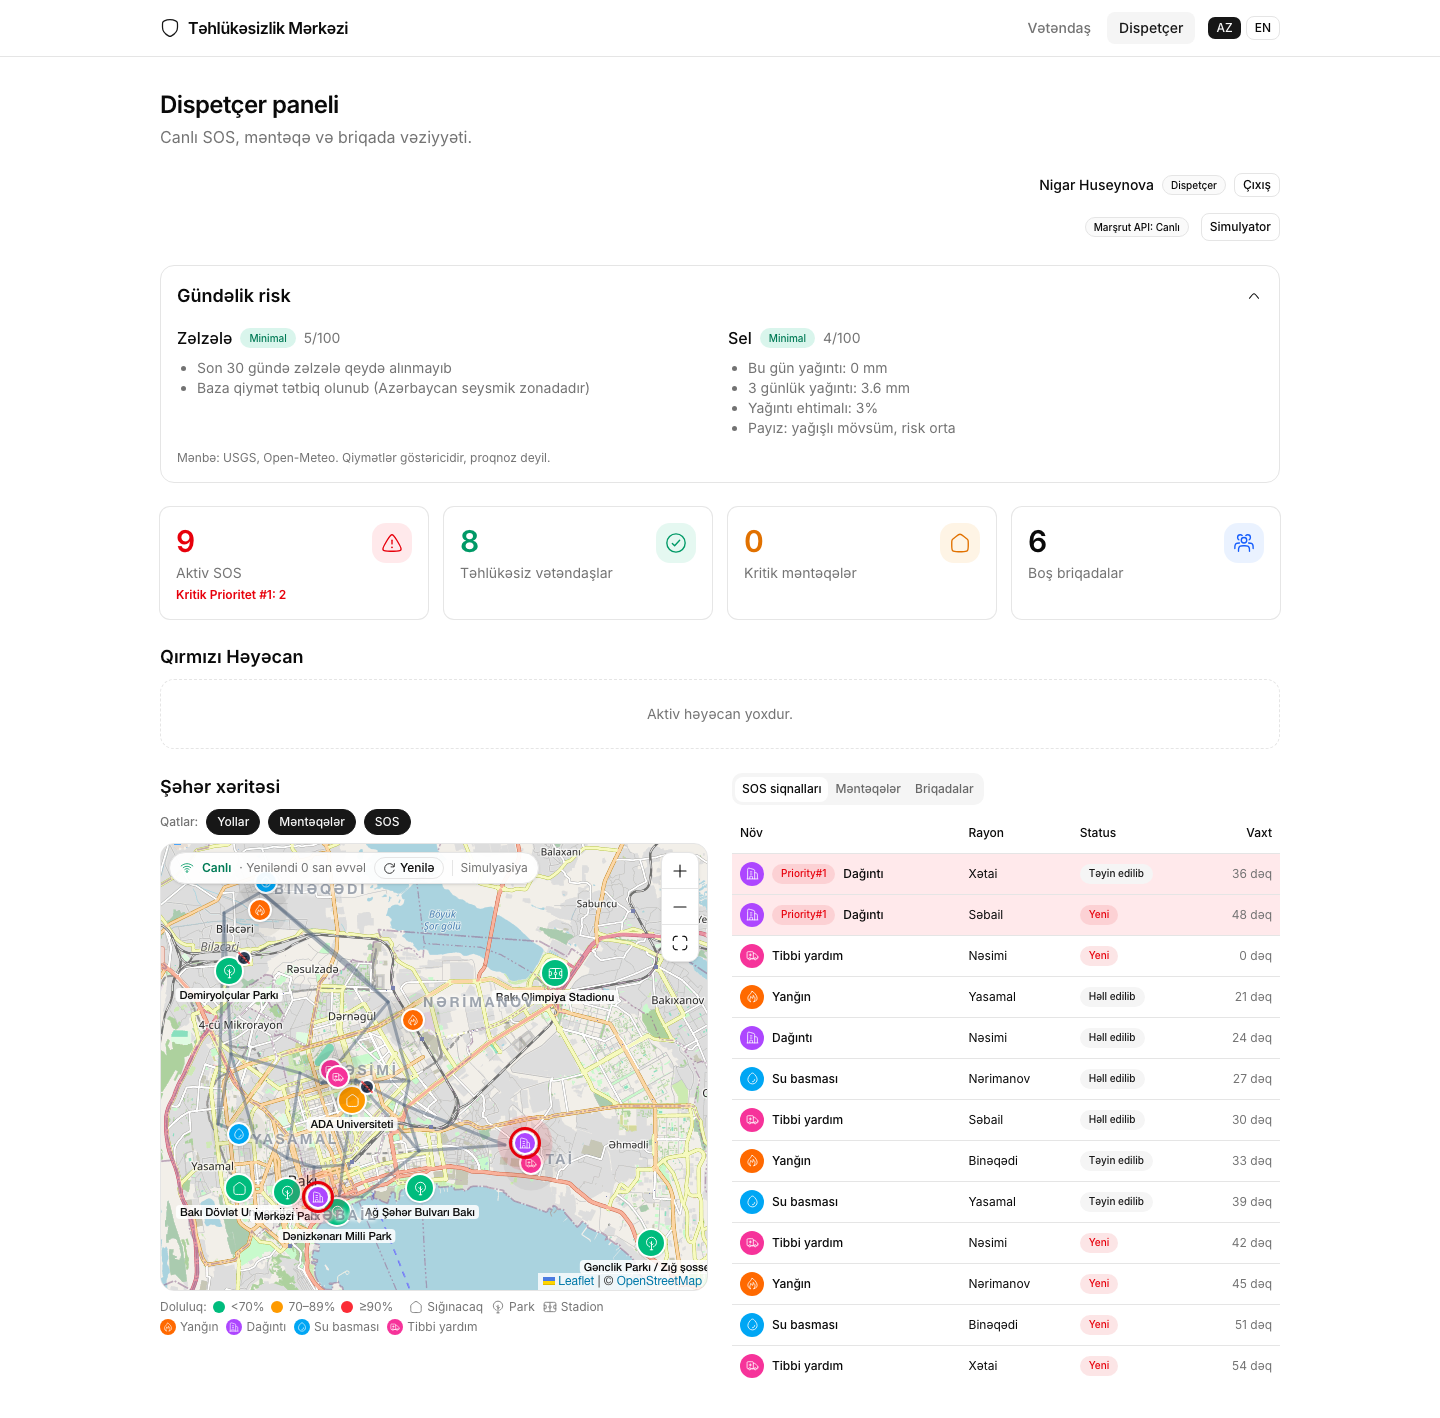 Təhlükəsizlik Mərkəzi
Vətəndaş
Dispetçer
AZ
EN
Dispetçer paneli
Canlı SOS, məntəqə və briqada vəziyyəti.
Nigar Huseynova
Dispetçer
Çıxış
Marşrut API: Canlı
Simulyator
Gündəlik risk
Zəlzələ
Minimal
5/100
Son 30 gündə zəlzələ qeydə alınmayıb
Baza qiymət tətbiq olunub (Azərbaycan seysmik zonadadır)
Sel
Minimal
4/100
Bu gün yağıntı: 0 mm
3 günlük yağıntı: 3.6 mm
Yağıntı ehtimalı: 3%
Payız: yağışlı mövsüm, risk orta
Mənbə: USGS, Open-Meteo. Qiymətlər göstəricidir, proqnoz deyil.
9
Aktiv SOS
Kritik Prioritet #1: 2
8
Təhlükəsiz vətəndaşlar
0
Kritik məntəqələr
6
Boş briqadalar
Qırmızı Həyəcan
Aktiv həyəcan yoxdur.
Şəhər xəritəsi
Qatlar:
Yollar
Məntəqələr
SOS
Canlı
· Yeniləndi 0 san əvvəl
Yenilə
Simulyasiya
Balaxanı
BİNƏQƏDİ
Böyük
Şor gölu
Sabunçu
Biləcəri
Biləcəri
Rəsulzadə
Dəmiryolçular Parkı
NƏRİMANOV
Bakı Olimpiya Stadionu
Bakıxanov
4-cü Mikrorayon
Dərnəgül
ƏSİMİ
ADA Universiteti
YASAMAL
Əhmədli
TAİ
Yasamal
Bakı
Bakı Dövlət
Mərkəzi
Ağ Şəhər Bulvarı Bakı
Dənizkənarı Milli Park
Gənclik Parkı / Zığ şosse
Leaflet | © OpenStreetMap
Doluluq:
<70%
70–89%
≥90%
Sığınacaq
Park
Stadion
Yanğın
Dağıntı
Su basması
Tibbi yardım
SOS siqnalları
Məntəqələr
Briqadalar
Növ Rayon Status Vaxt
Priority#1 Dağıntı Xətai Təyin edilib 36 dəq
Priority#1 Dağıntı Səbail Yeni 48 dəq
Tibbi yardım Nəsimi Yeni 0 dəq
Yanğın Yasamal Həll edilib 21 dəq
Dağıntı Nəsimi Həll edilib 24 dəq
Su basması Nərimanov Həll edilib 27 dəq
Tibbi yardım Səbail Həll edilib 30 dəq
Yanğın Binəqədi Təyin edilib 33 dəq
Su basması Yasamal Təyin edilib 39 dəq
Tibbi yardım Nəsimi Yeni 42 dəq
Yanğın Nərimanov Yeni 45 dəq
Su basması Binəqədi Yeni 51 dəq
Tibbi yardım Xətai Yeni 54 dəq